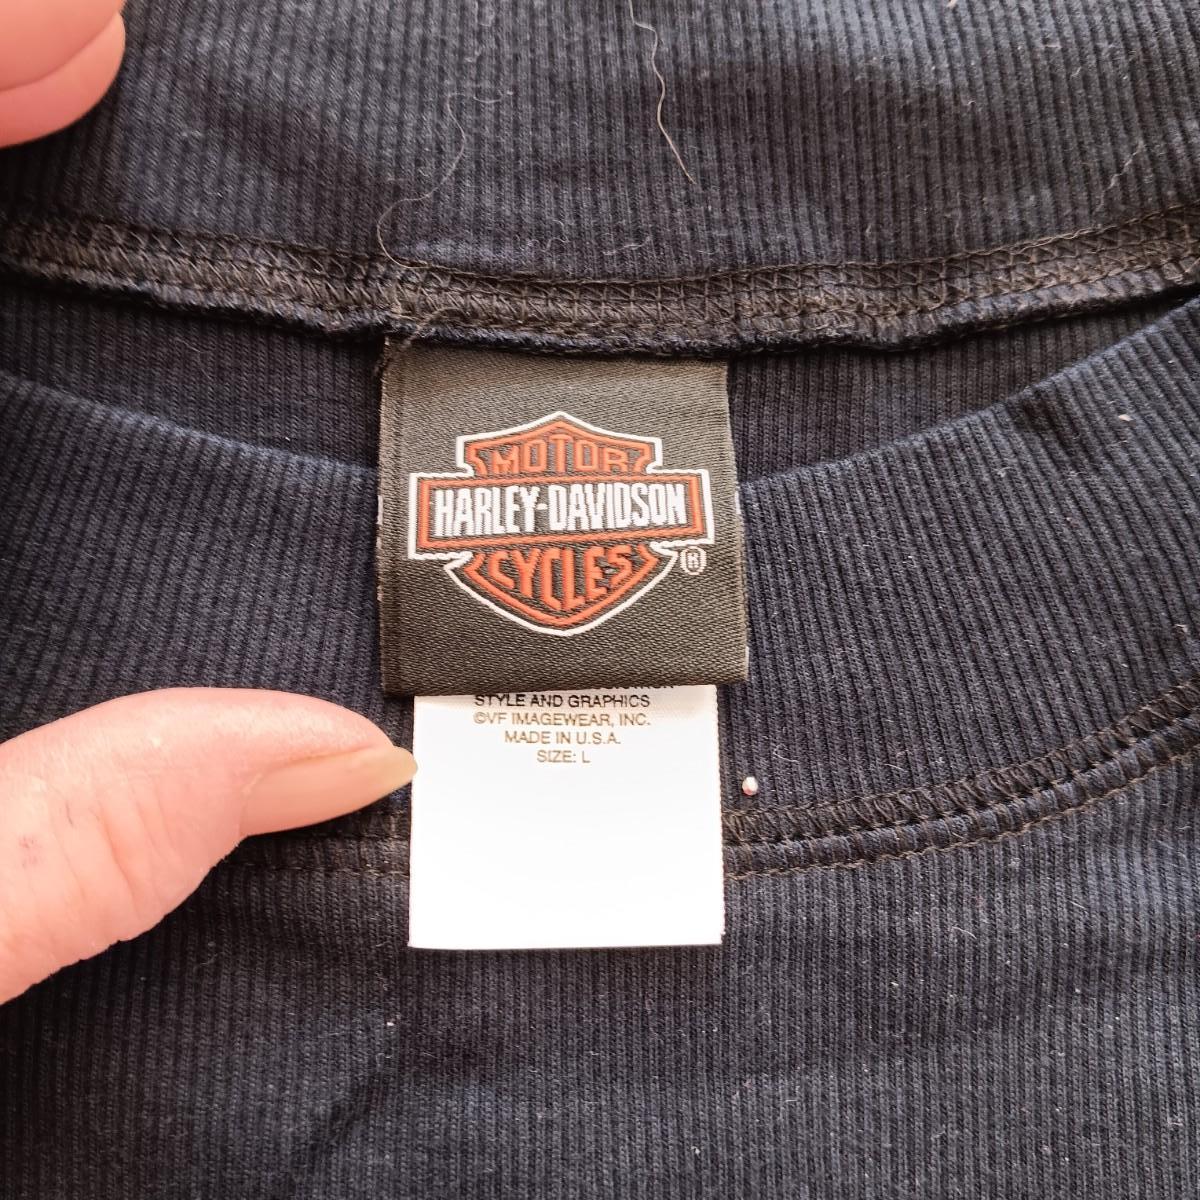 MOTOR
HARLEY-DAVIDSON
CYCLES
®
STYLE AND GRAPHICS
©VF IMAGEWEAR, INC.
MADE IN U.S.A.
SIZE: L